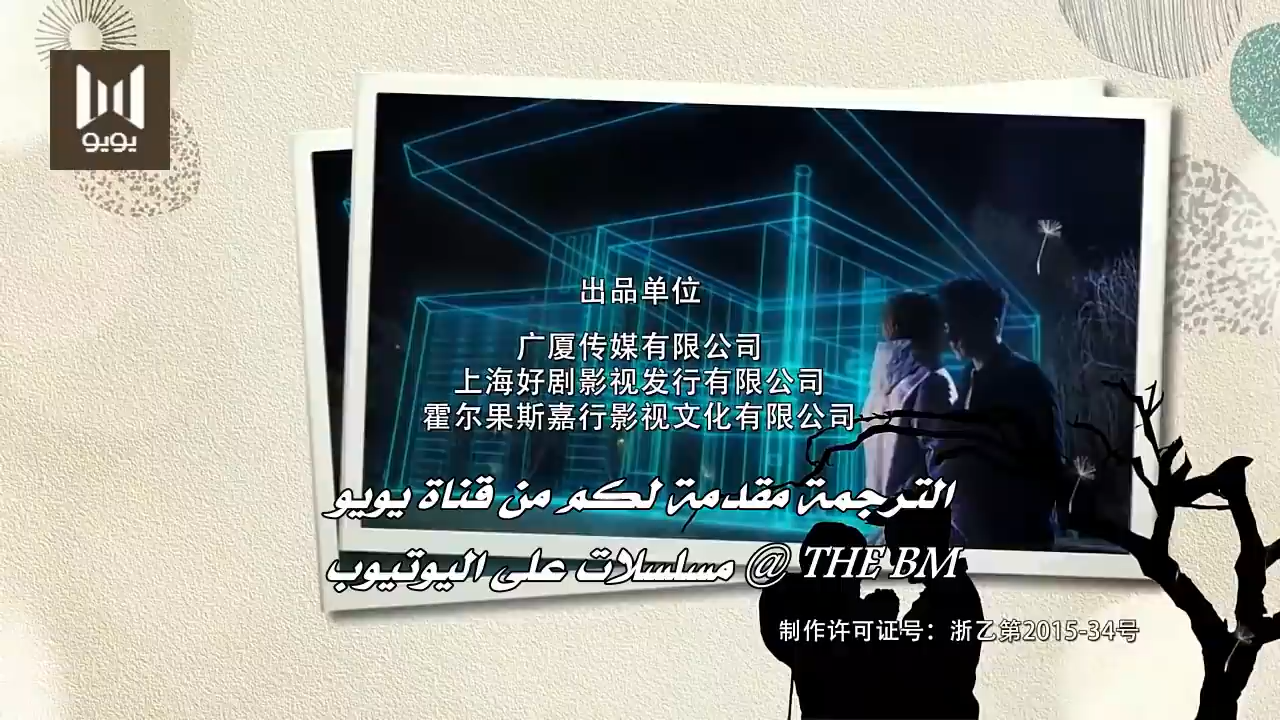 يويو
出品单位
广厦传媒有限公司
上海好剧影视发行有限公司
霍尔果斯嘉行影视文化有限公司
الترجمة مقدمة لكم من قناة يويو
مسلسلات على اليوتيوب @ THE BM
制作许可证号：浙乙第2015-34号